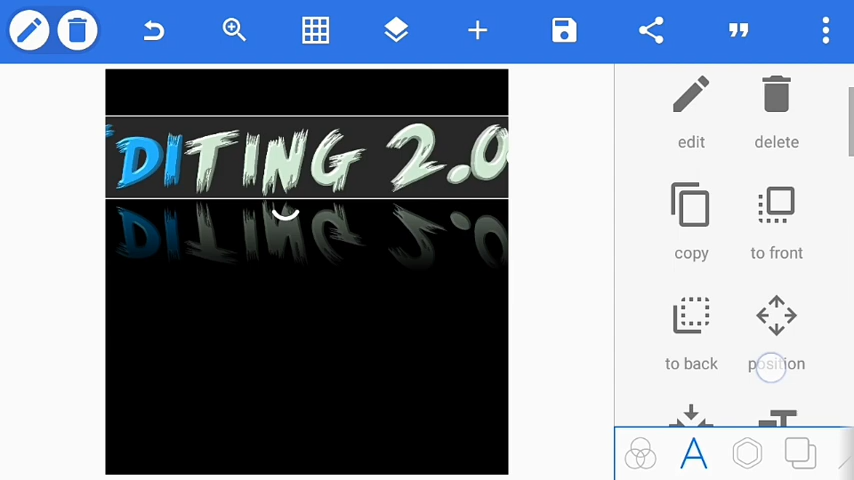 DITING 2.0
edit
delete
copy
to front
to back
position